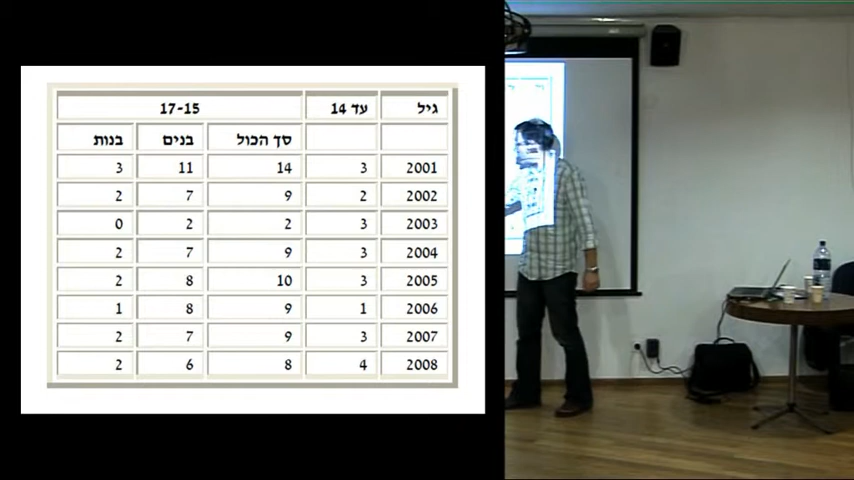 גיל עד 14 17-15
סך הכול בנים בנות
2001 3 14 11 3
2002 2 9 7 2
2003 3 2 2 0
2004 3 9 7 2
2005 3 10 8 2
2006 1 9 8 1
2007 3 9 7 2
2008 4 8 6 2